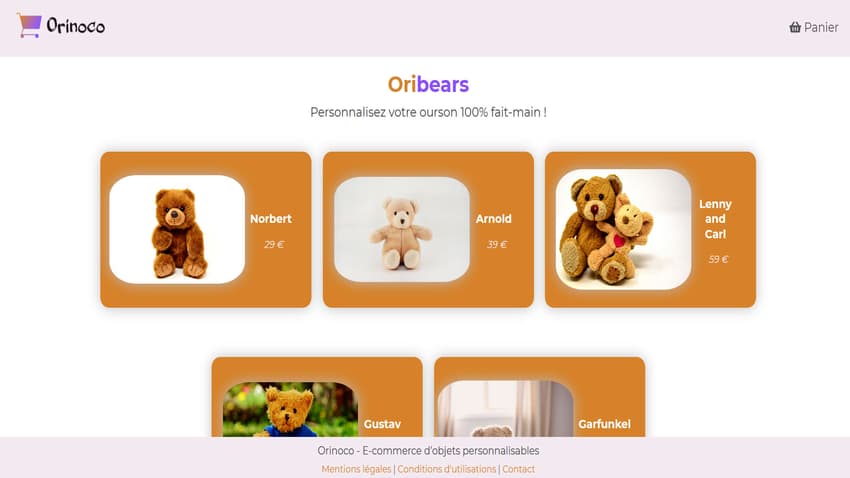 Orinoco
Panier
Oribears
Personnalisez votre ourson 100% fait-main !
Norbert
29 €
Arnold
39 €
Lenny
and
Carl
59 €
Gustav
Garfunkel
Orinoco - E-commerce d'objets personnalisables
Mentions légales | Conditions d'utilisations | Contact